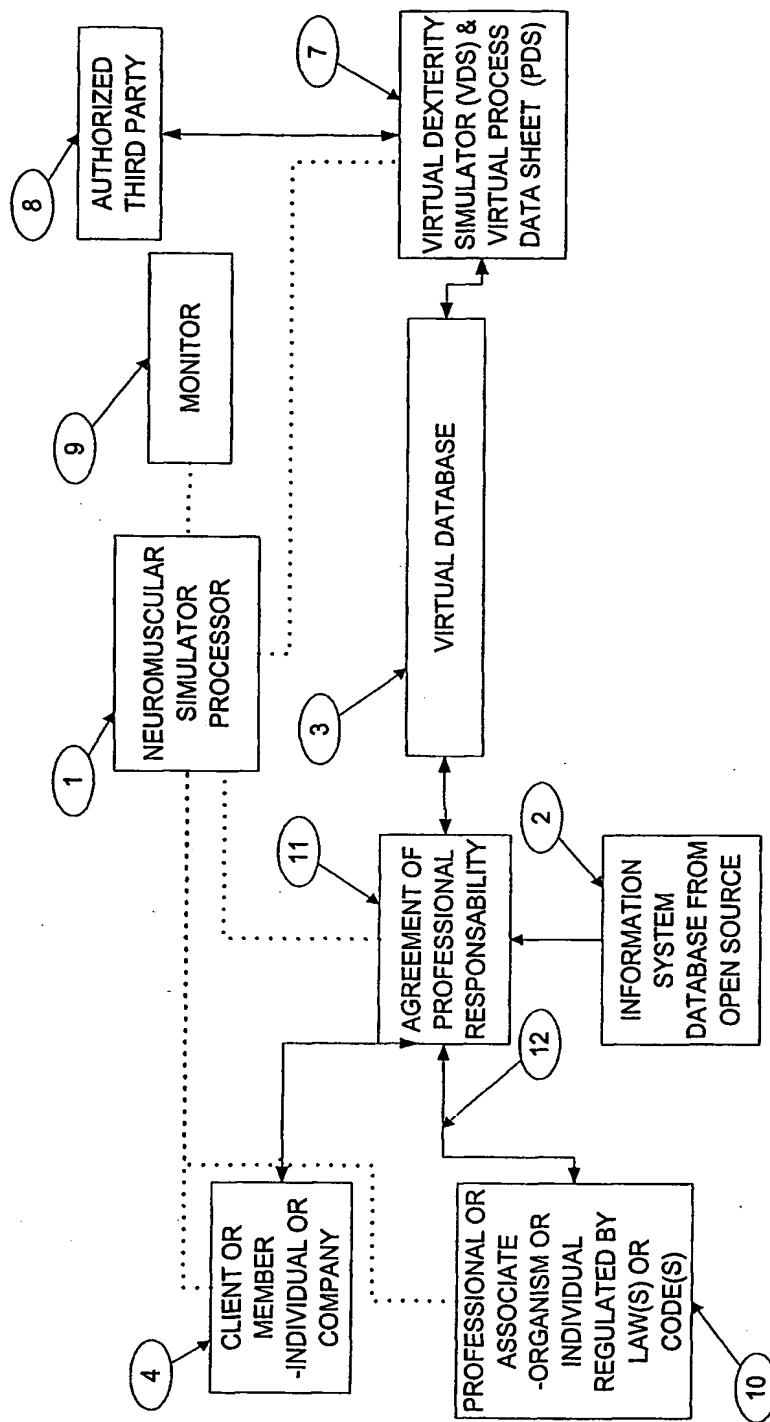 8
AUTHORIZED
THIRD PARTY
9
MONITOR
7
VIRTUAL DEXTERITY
SIMULATOR (VDS) &
VIRTUAL PROCESS
DATA SHEET (PDS)
1
NEUROMUSCULAR
SIMULATOR
PROCESSOR
3
VIRTUAL DATABASE
11
AGREEMENT OF
PROFESSIONAL
RESPONSABILITY
2
INFORMATION
SYSTEM
DATABASE FROM
OPEN SOURCE
12
4
CLIENT OR
MEMBER
-INDIVIDUAL OR
COMPANY
PROFESSIONAL OR
ASSOCIATE
-ORGANISM OR
INDIVIDUAL
REGULATED BY
LAW(S) OR
CODE(S)
10